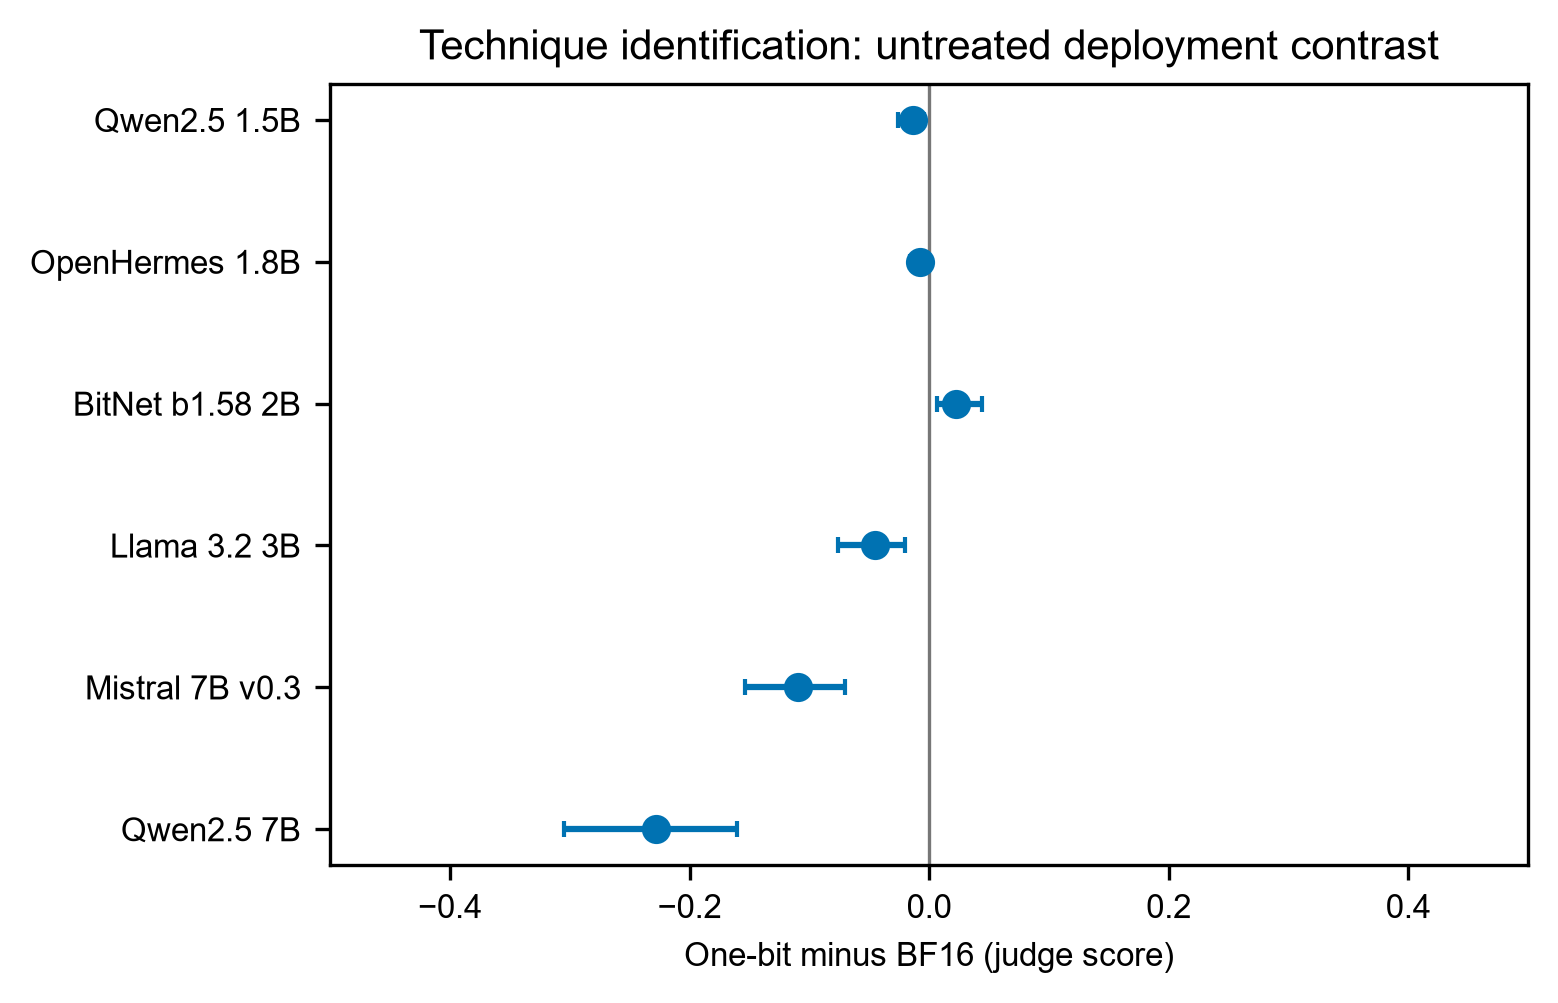 Technique identification: untreated deployment contrast
Qwen2.5 1.5B
OpenHermes 1.8B
BitNet b1.58 2B
Llama 3.2 3B
Mistral 7B v0.3
Qwen2.5 7B
−0.4 −0.2 0.0 0.2 0.4
One-bit minus BF16 (judge score)